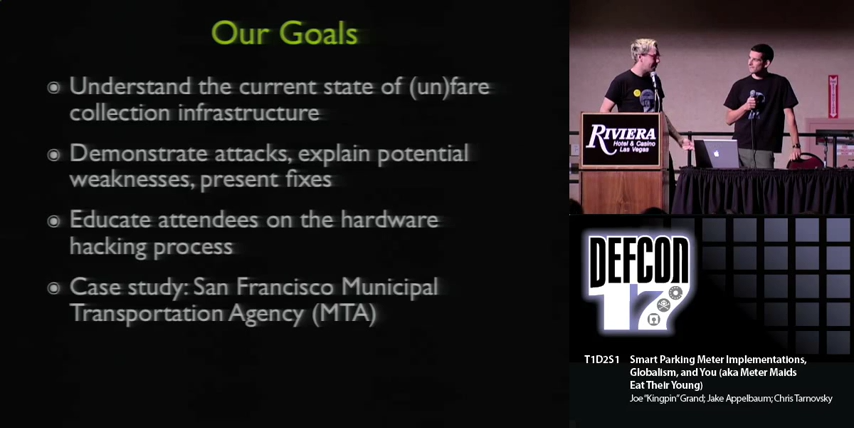 Our Goals
Understand the current state of (un)fare
collection infrastructure
Demonstrate attacks, explain potential
weaknesses, present fixes
Educate attendees on the hardware
hacking process
Case study: San Francisco Municipal
Transportation Agency (MTA)
RIVIERA
Hotel & Casino
Las Vegas
DEFCON
17
T1D2S1 Smart Parking Meter Implementations,
Globalism, and You (aka Meter Maids
Eat Their Young)
Joe "Kingpin" Grand; Jake Appelbaum; Chris Tarnovsky